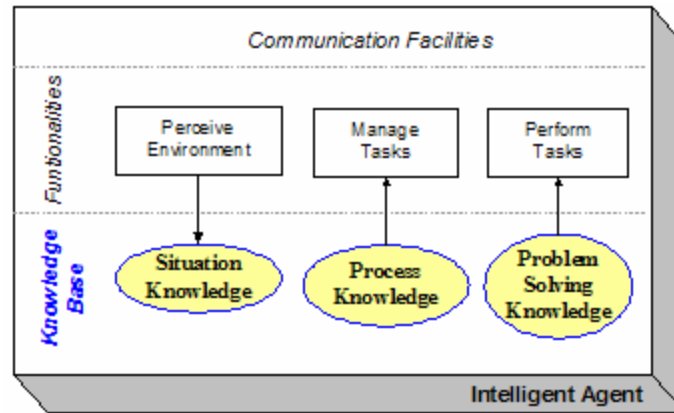 Communication Facilities
Funtionalities
Perceive
Environment
Manage
Tasks
Perform
Tasks
Knowledge
Base
Situation
Knowledge
Process
Knowledge
Problem
Solving
Knowledge
Intelligent Agent